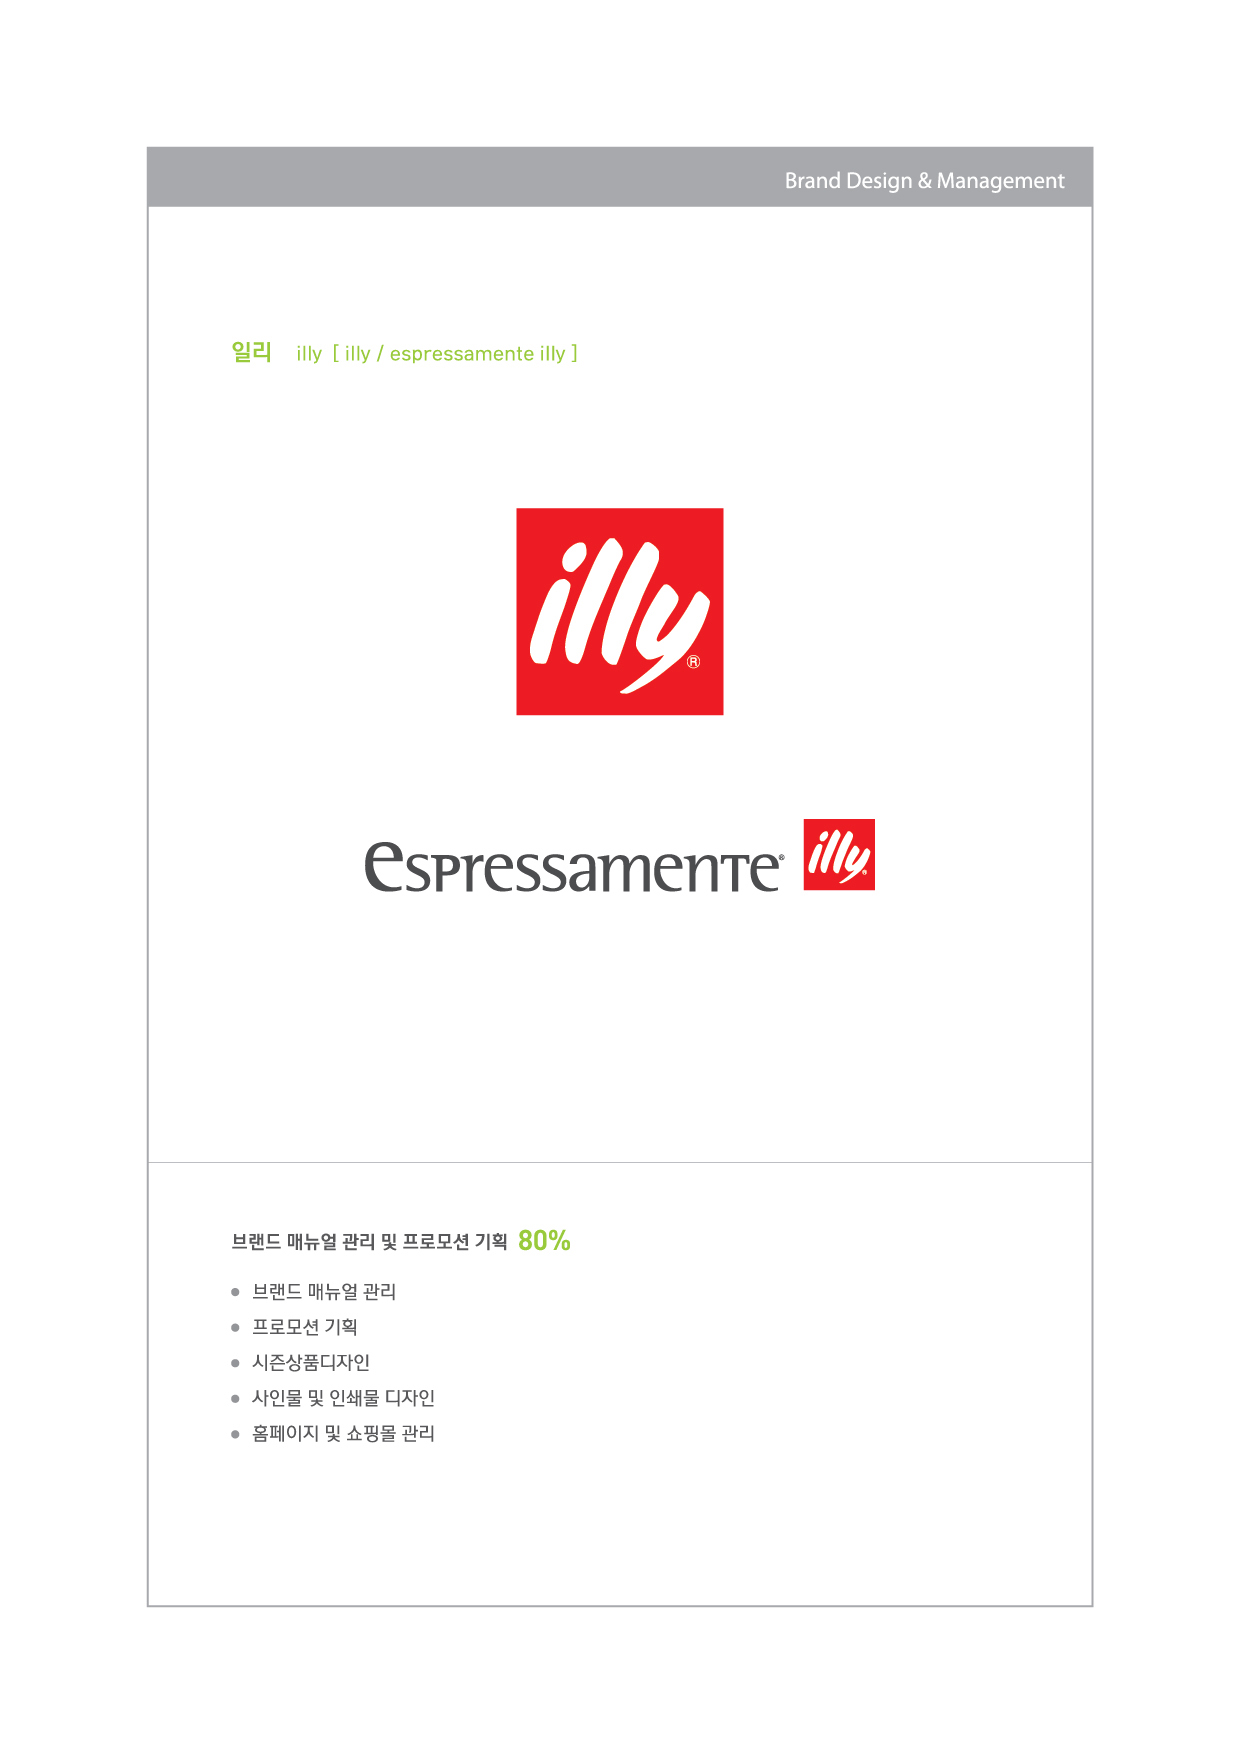 Brand Design & Management
일리 illy [ illy / espressamente illy ]
illy®
espressamente® illy®
브랜드 매뉴얼 관리 및 프로모션 기획 80%
● 브랜드 매뉴얼 관리
● 프로모션 기획
● 시즌상품디자인
● 사인물 및 인쇄물 디자인
● 홈페이지 및 쇼핑몰 관리